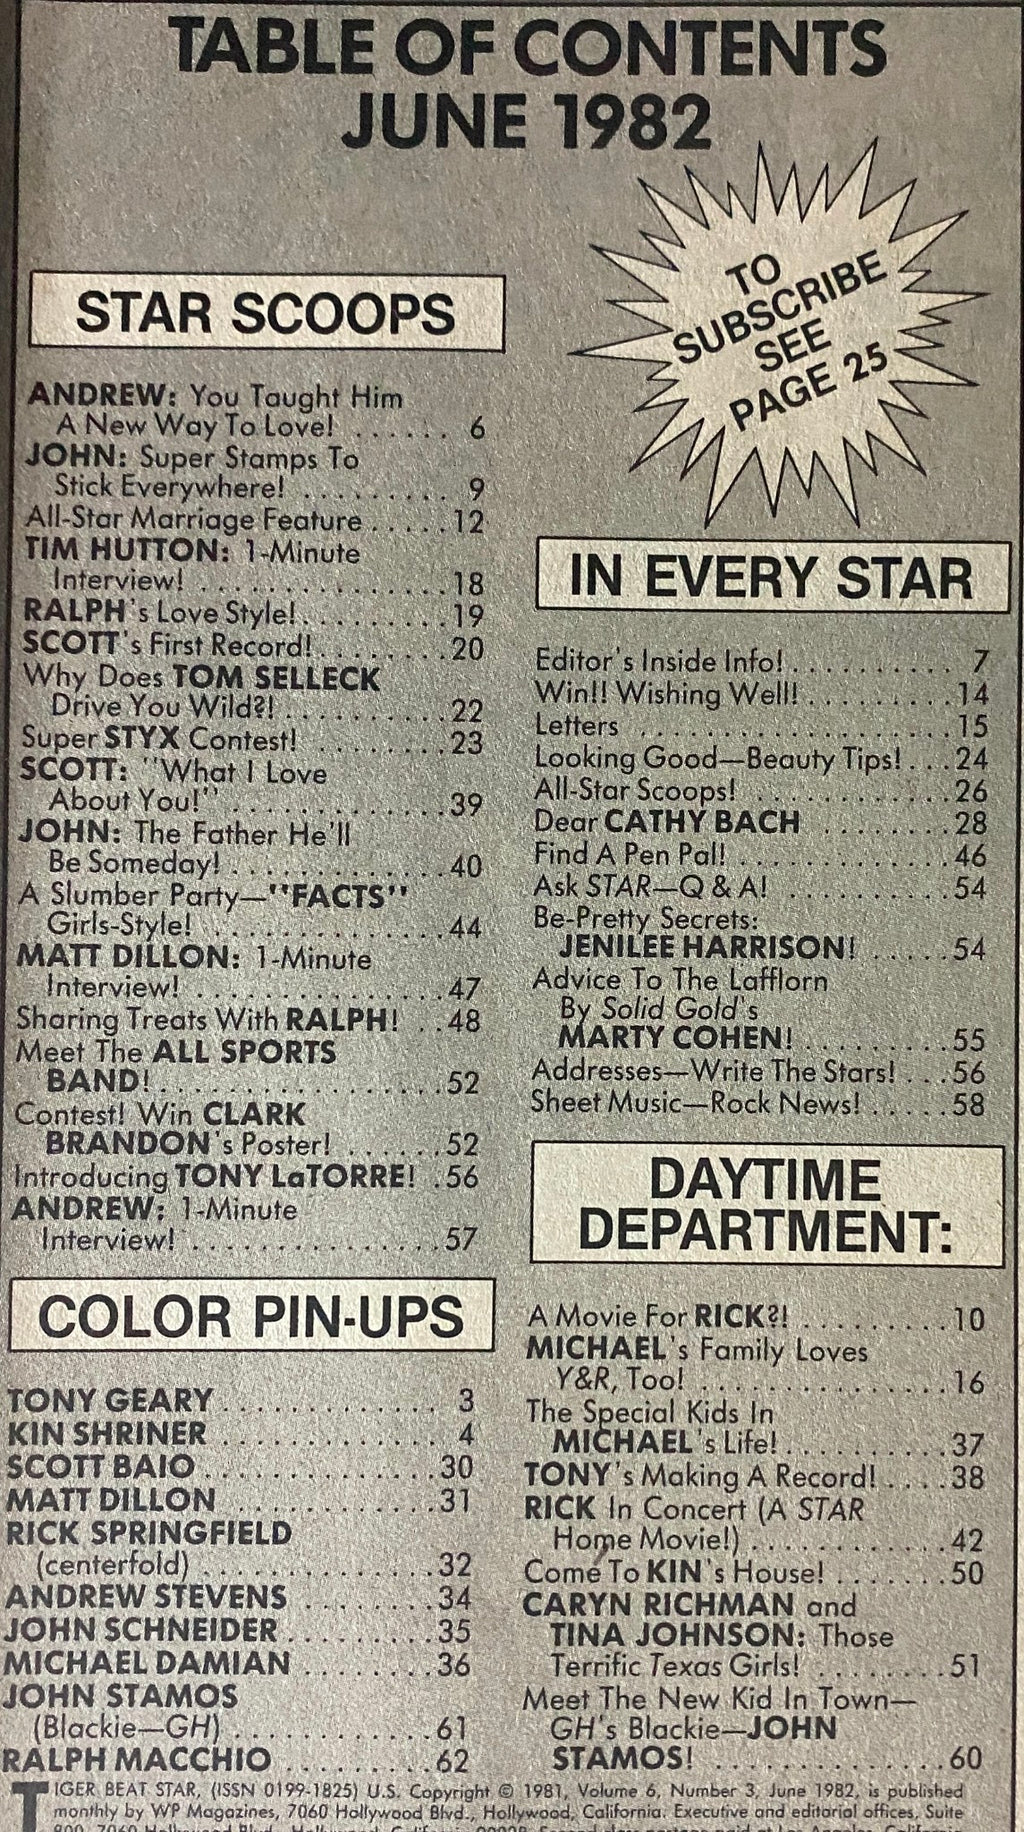 TABLE OF CONTENTS
JUNE 1982
TO
SUBSCRIBE
SEE
PAGE 25
STAR SCOOPS
ANDREW: You Taught Him
A New Way To Love! . . . . . . 6
JOHN: Super Stamps To
Stick Everywhere! . . . . . . . . . 9
All-Star Marriage Feature . . . . . 12
TIM HUTTON: 1-Minute
Interview! . . . . . . . . . . . . . . . 18
RALPH's Love Style! . . . . . . . . . 19
SCOTT's First Record! . . . . . . . . 20
Why Does TOM SELLECK
Drive You Wild?! . . . . . . . . . . 22
Super STYX Contest! . . . . . . . . 23
SCOTT: "What I Love
About You!" . . . . . . . . . . . . . 39
JOHN: The Father He'll
Be Someday! . . . . . . . . . . . . . 40
A Slumber Party—"FACTS"
Girls-Style! . . . . . . . . . . . . . . 44
MATT DILLON: 1-Minute
Interview! . . . . . . . . . . . . . . . 47
Sharing Treats With RALPH! . . 48
Meet The ALL SPORTS
BAND! . . . . . . . . . . . . . . . . . 52
Contest! Win CLARK
BRANDON's Poster! . . . . . . 52
Introducing TONY LaTORRE! . 56
ANDREW: 1-Minute
Interview! . . . . . . . . . . . . . . . 57
COLOR PIN-UPS
TONY GEARY . . . . . . . . . . . . . 3
KIN SHRINER . . . . . . . . . . . . . 4
SCOTT BAIO . . . . . . . . . . . . . 30
MATT DILLON . . . . . . . . . . . . 31
RICK SPRINGFIELD
(centerfold) . . . . . . . . . . . . . 32
ANDREW STEVENS . . . . . . . . 34
JOHN SCHNEIDER . . . . . . . . 35
MICHAEL DAMIAN . . . . . . . . 36
JOHN STAMOS
(Blackie—GH) . . . . . . . . . . . 61
RALPH MACCHIO . . . . . . . . . 62
IN EVERY STAR
Editor's Inside Info! . . . . . . . . . . 7
Win!! Wishing Well! . . . . . . . . . 14
Letters . . . . . . . . . . . . . . . . . . . 15
Looking Good—Beauty Tips! . . . 24
All-Star Scoops! . . . . . . . . . . . . 26
Dear CATHY BACH . . . . . . . . 28
Find A Pen Pal! . . . . . . . . . . . . . 46
Ask STAR—Q & A! . . . . . . . . . . 54
Be-Pretty Secrets:
JENILEE HARRISON! . . . . . 54
Advice To The Lafflorn
By Solid Gold's
MARTY COHEN! . . . . . . . . . 55
Addresses—Write The Stars! . . . 56
Sheet Music—Rock News! . . . . . 58
DAYTIME
DEPARTMENT:
A Movie For RICK?! . . . . . . . . . 10
MICHAEL's Family Loves
Y&R, Too! . . . . . . . . . . . . . . 16
The Special Kids In
MICHAEL's Life! . . . . . . . . . . 37
TONY's Making A Record! . . . . . 38
RICK In Concert (A STAR
Home Movie!) . . . . . . . . . . . . 42
Come To KIN's House! . . . . . . . 50
CARYN RICHMAN and
TINA JOHNSON: Those
Terrific Texas Girls! . . . . . . . . 51
Meet The New Kid In Town—
GH's Blackie—JOHN
STAMOS! . . . . . . . . . . . . . . 60
TIGER BEAT STAR, (ISSN 0199-1825) U.S. Copyright © 1981, Volume 6, Number 3, June 1982, is published
monthly by WP Magazines, 7060 Hollywood Blvd., Hollywood, California. Executive and editorial offices, Suite